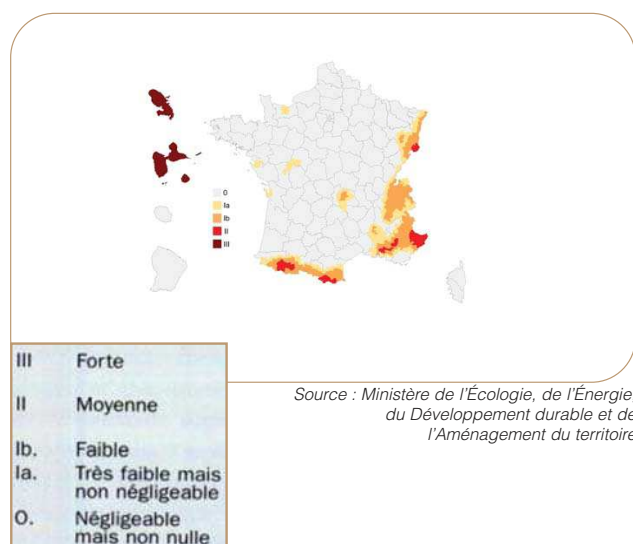 0
Ia
Ib
II
III
III Forte
II Moyenne
Ib. Faible
Ia. Très faible mais
non négligeable
O. Négligeable
mais non nulle
Source : Ministère de l'Écologie, de l'Énergie,
du Développement durable et de
l'Aménagement du territoire